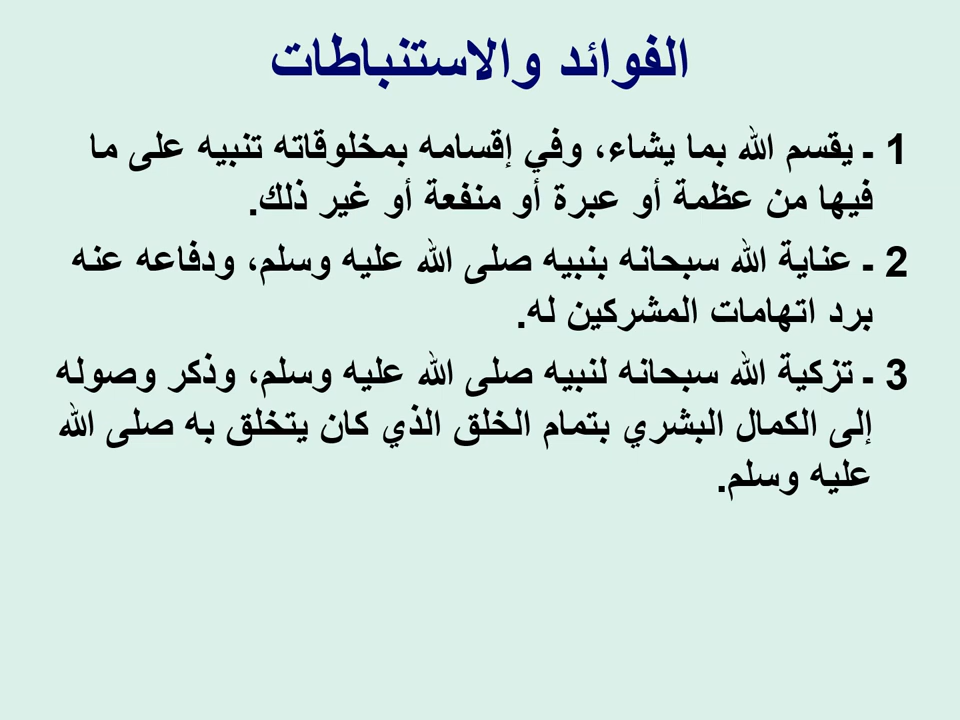 الفوائد والاستنباطات
1 ـ يقسم الله بما يشاء، وفي إقسامه بمخلوقاته تنبيه على ما
فيها من عظمة أو عبرة أو منفعة أو غير ذلك.
2 ـ عناية الله سبحانه بنبيه صلى الله عليه وسلم، ودفاعه عنه
برد اتهامات المشركين له.
3 ـ تزكية الله سبحانه لنبيه صلى الله عليه وسلم، وذكر وصوله
إلى الكمال البشري بتمام الخلق الذي كان يتخلق به صلى الله
عليه وسلم.